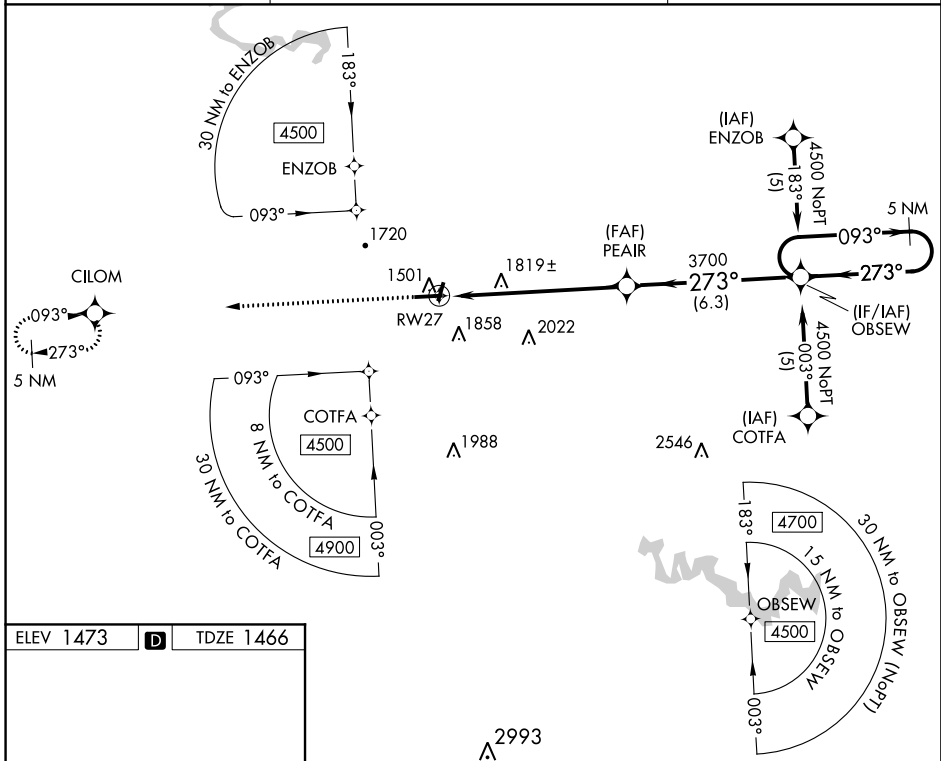 30 NM to ENZOB
183°
4500
ENZOB
093°
1720
(IAF)
ENZOB
4500 NoPT
183°
(5)
5 NM
093°
273°
(FAF)
PEAIR
3700
273°
(6.3)
(IF/IAF)
OBSEW
CILOM
093°
273°
5 NM
1501
1819±
RW27
1858
2022
4500 NoPT
003°
(5)
(IAF)
COTFA
093°
COTFA
4500
8 NM to COTFA
30 NM to COTFA
4900
003°
1988
2546
183°
4700
30 NM to OBSEW (NoPT)
15 NM to OBSEW
OBSEW
4500
003°
ELEV 1473 D TDZE 1466
2993